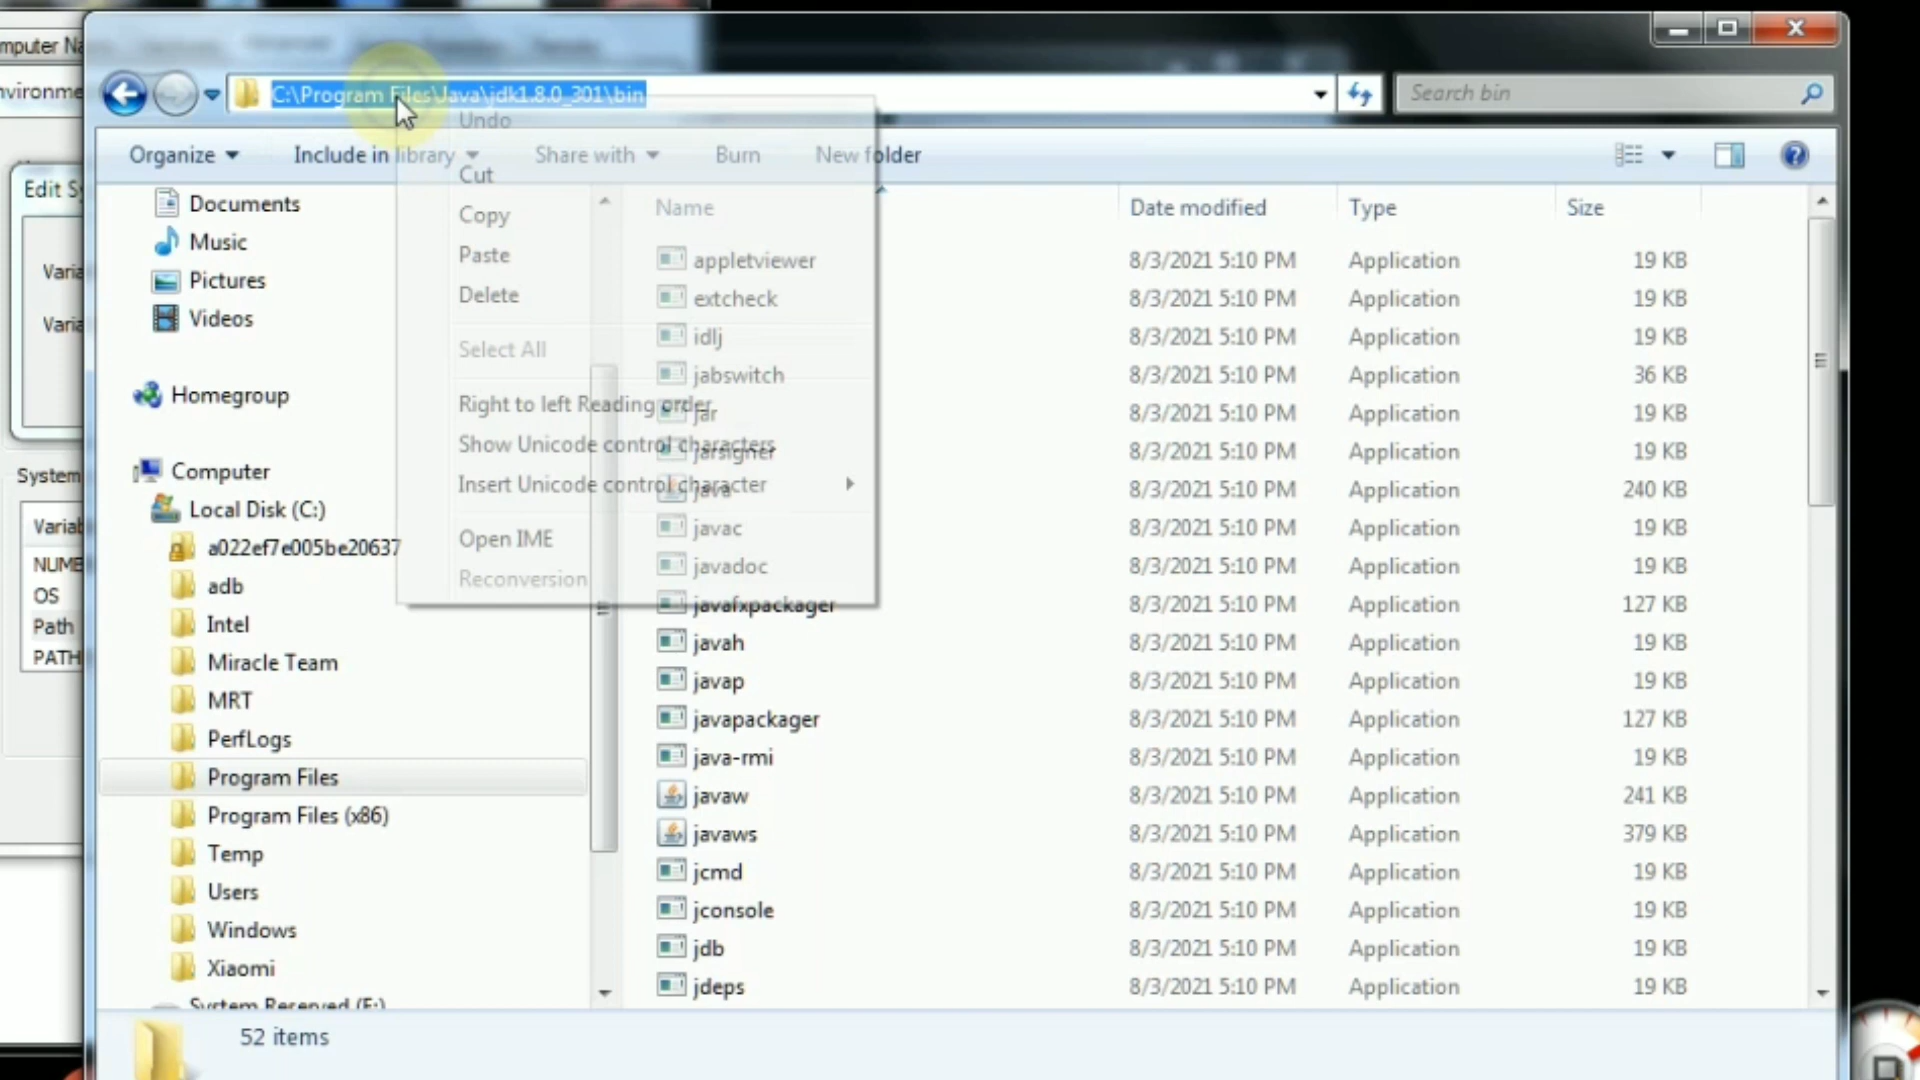 mputer Na
nvironme
C:\Program Files\Java\jdk1.8.0_301\bin
Search bin
Organize
Include in library
Share with
Burn
New folder
Undo
Cut
Copy
Paste
Delete
Select All
Right to left Reading order
Show Unicode control characters
Insert Unicode control character
Open IME
Reconversion
Edit Sy
Varia
Varia
System
Variab
NUME
OS
Path
PATH
Documents
Music
Pictures
Videos
Homegroup
Computer
Local Disk (C:)
a022ef7e005be20637
adb
Intel
Miracle Team
MRT
PerfLogs
Program Files
Program Files (x86)
Temp
Users
Windows
Xiaomi
System Reserved (F:)
Name Date modified Type Size
appletviewer 8/3/2021 5:10 PM Application 19 KB
extcheck 8/3/2021 5:10 PM Application 19 KB
idlj 8/3/2021 5:10 PM Application 19 KB
jabswitch 8/3/2021 5:10 PM Application 36 KB
jar 8/3/2021 5:10 PM Application 19 KB
jarsigner 8/3/2021 5:10 PM Application 19 KB
java 8/3/2021 5:10 PM Application 240 KB
javac 8/3/2021 5:10 PM Application 19 KB
javadoc 8/3/2021 5:10 PM Application 19 KB
javafxpackager 8/3/2021 5:10 PM Application 127 KB
javah 8/3/2021 5:10 PM Application 19 KB
javap 8/3/2021 5:10 PM Application 19 KB
javapackager 8/3/2021 5:10 PM Application 127 KB
java-rmi 8/3/2021 5:10 PM Application 19 KB
javaw 8/3/2021 5:10 PM Application 241 KB
javaws 8/3/2021 5:10 PM Application 379 KB
jcmd 8/3/2021 5:10 PM Application 19 KB
jconsole 8/3/2021 5:10 PM Application 19 KB
jdb 8/3/2021 5:10 PM Application 19 KB
jdeps 8/3/2021 5:10 PM Application 19 KB
52 items